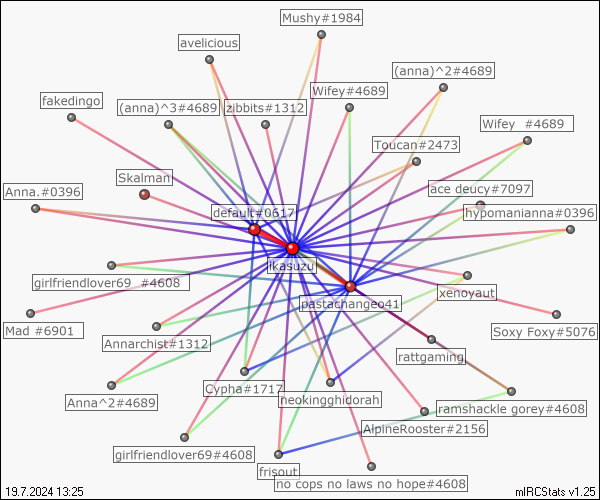 Mushy#1984
avelicious
(anna)^2#4689
Wifey#4689
fakedingo
(anna)^3#4689
zibbits#1312
Wifey  #4689
Toucan#2473
Skalman
ace deucy#7097
Anna.#0396
default#0617
hypomanianna#0396
ikasuzu
girlfriendlover69  #4608
xenoyaut
pastachangeo41
Mad #6901
Soxy Foxy#5076
Annarchist#1312
rattgaming
Cypha#1717
neokingghidorah
Anna^2#4689
ramshackle gorey#4608
AlpineRooster#2156
girlfriendlover69#4608
frisout
no cops no laws no hope#4608
19.7.2024 13:25
mIRCStats v1.25